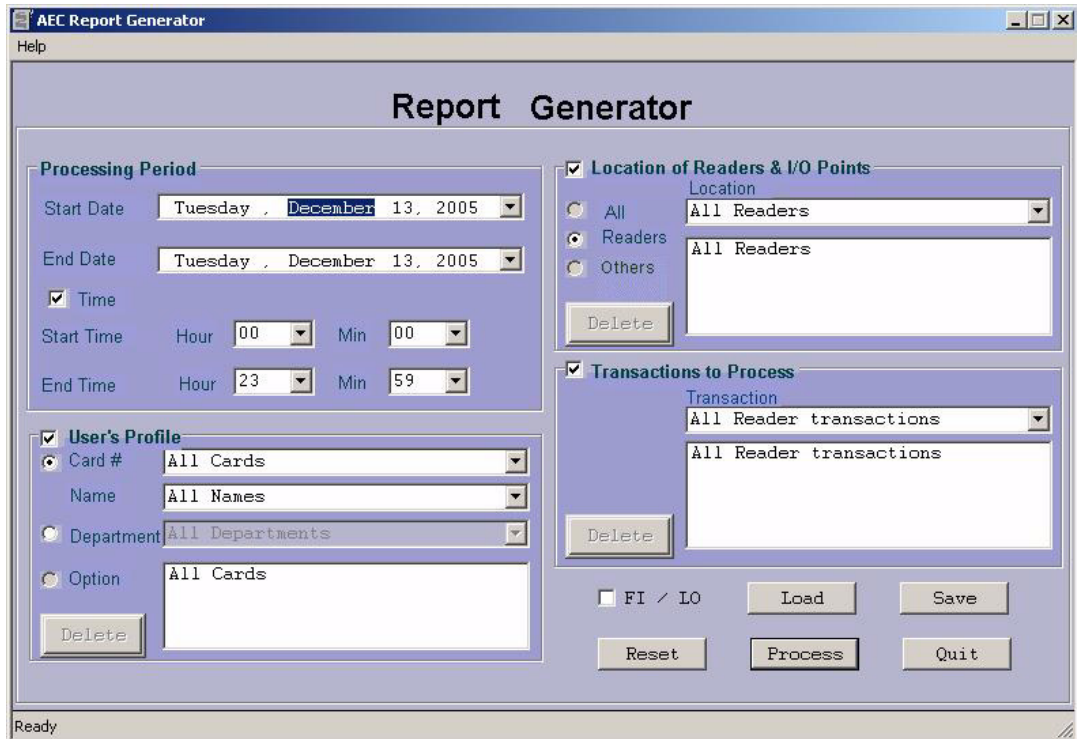 AEC Report Generator
Help
Report Generator
Processing Period
Start Date Tuesday , December 13, 2005
End Date Tuesday , December 13, 2005
Time
Start Time Hour 00 Min 00
End Time Hour 23 Min 59
User's Profile
Card # All Cards
Name All Names
Department All Departments
Option All Cards
Delete
Location of Readers & I/O Points
Location
All All Readers
Readers All Readers
Others
Delete
Transactions to Process
Transaction
All Reader transactions
All Reader transactions
Delete
FI / LO Load Save
Reset Process Quit
Ready